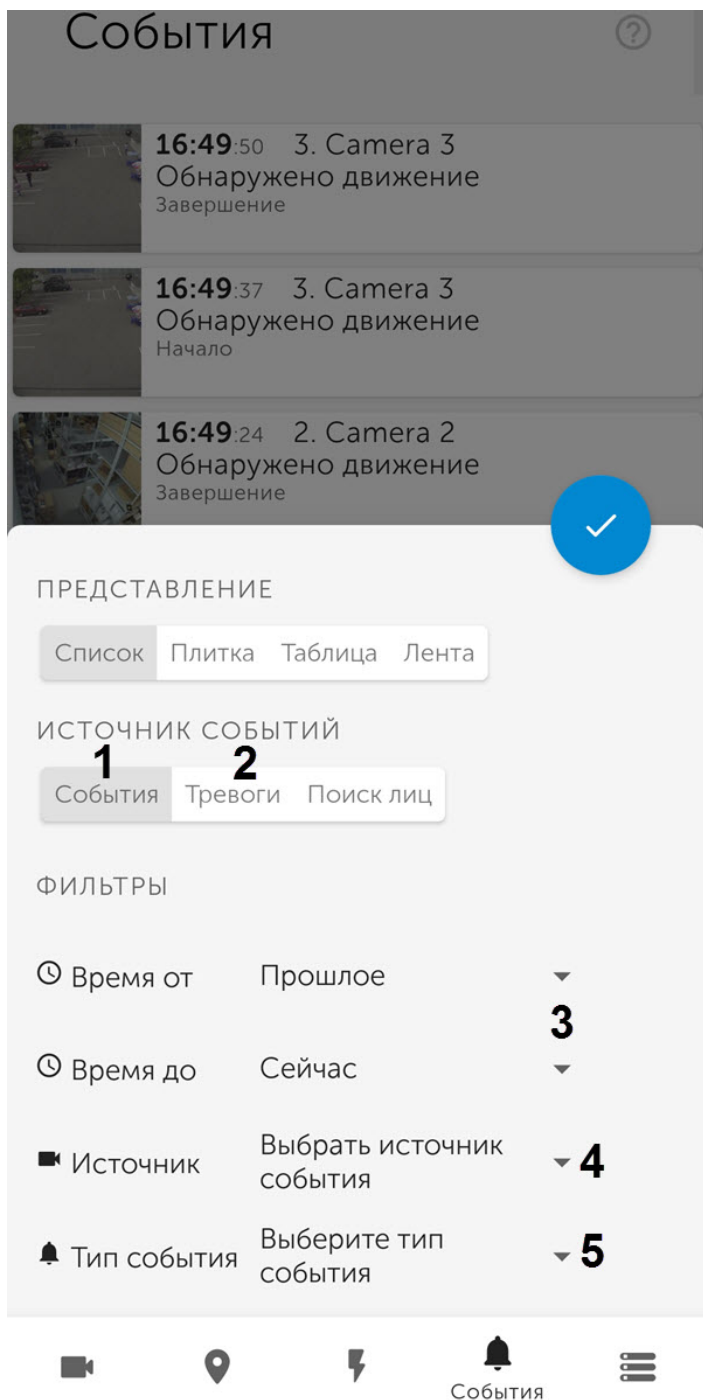 События
16:49:50 3. Camera 3
Обнаружено движение
Завершение
16:49:37 3. Camera 3
Обнаружено движение
Начало
16:49:24 2. Camera 2
Обнаружено движение
Завершение
ПРЕДСТАВЛЕНИЕ
Список Плитка Таблица Лента
ИСТОЧНИК СОБЫТИЙ
1 2
События Тревоги Поиск лиц
ФИЛЬТРЫ
Время от Прошлое
3
Время до Сейчас
Источник Выбрать источник события 4
Тип события Выберите тип события 5
События